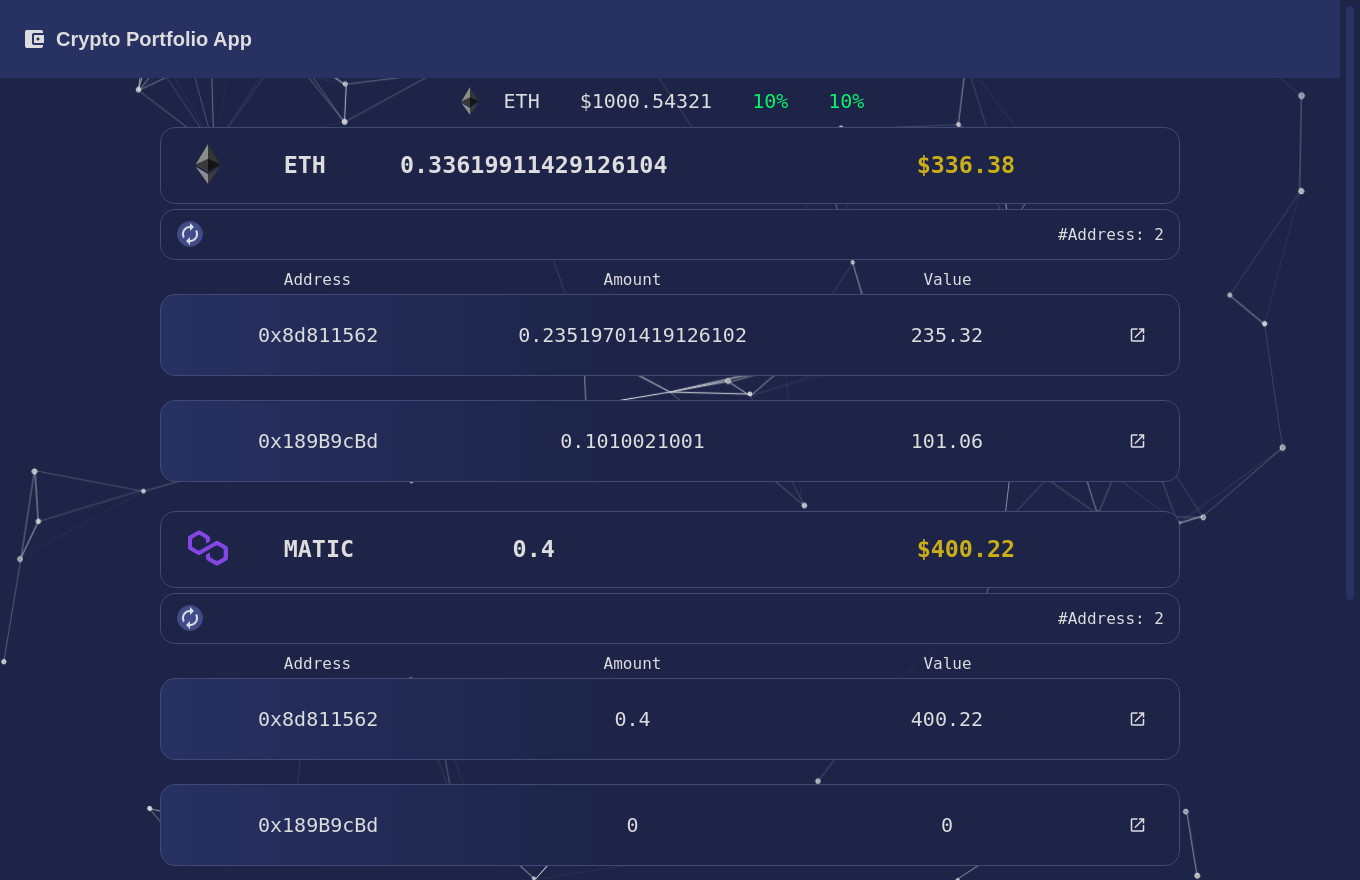 Crypto Portfolio App
ETH $1000.54321 10% 10%
ETH 0.33619911429126104 $336.38
#Address: 2
Address Amount Value
0x8d811562 0.23519701419126102 235.32
0x189B9cBd 0.1010021001 101.06
MATIC 0.4 $400.22
#Address: 2
Address Amount Value
0x8d811562 0.4 400.22
0x189B9cBd 0 0